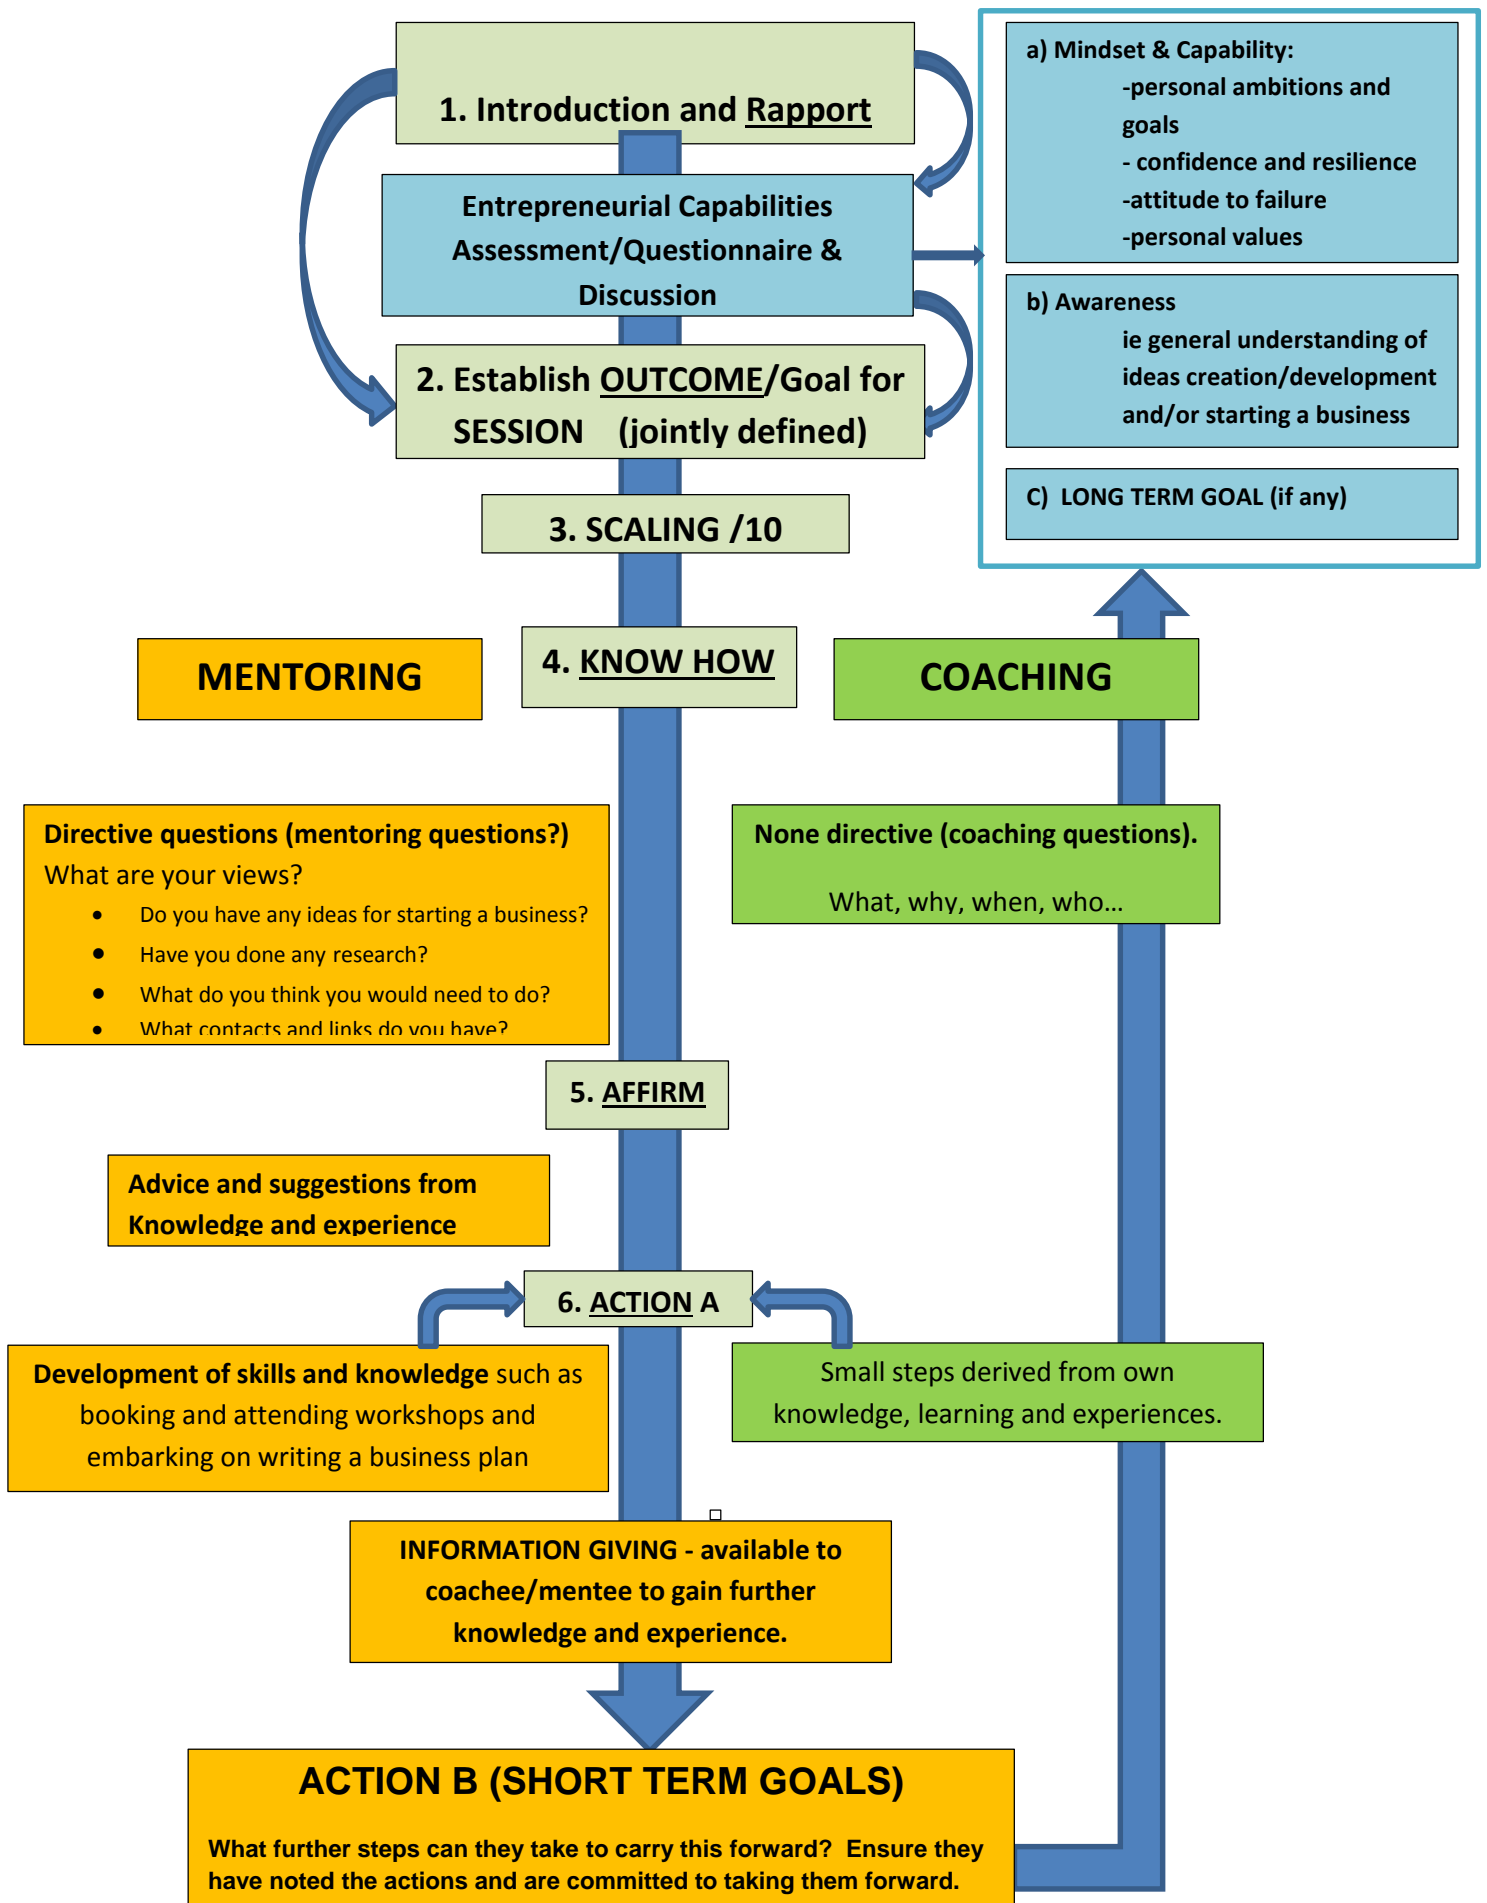 1. Introduction and Rapport
Entrepreneurial Capabilities
Assessment/Questionnaire &
Discussion
a) Mindset & Capability:
-personal ambitions and
goals
- confidence and resilience
-attitude to failure
-personal values
b) Awareness
ie general understanding of
ideas creation/development
and/or starting a business
C) LONG TERM GOAL (if any)
2. Establish OUTCOME/Goal for
SESSION (jointly defined)
3. SCALING /10
4. KNOW HOW
MENTORING
COACHING
Directive questions (mentoring questions?)
What are your views?
• Do you have any ideas for starting a business?
• Have you done any research?
• What do you think you would need to do?
• What contacts and links do you have?
None directive (coaching questions).
What, why, when, who...
5. AFFIRM
Advice and suggestions from
Knowledge and experience
6. ACTION A
Development of skills and knowledge such as
booking and attending workshops and
embarking on writing a business plan
Small steps derived from own
knowledge, learning and experiences.
INFORMATION GIVING - available to
coachee/mentee to gain further
knowledge and experience.
ACTION B (SHORT TERM GOALS)
What further steps can they take to carry this forward? Ensure they
have noted the actions and are committed to taking them forward.